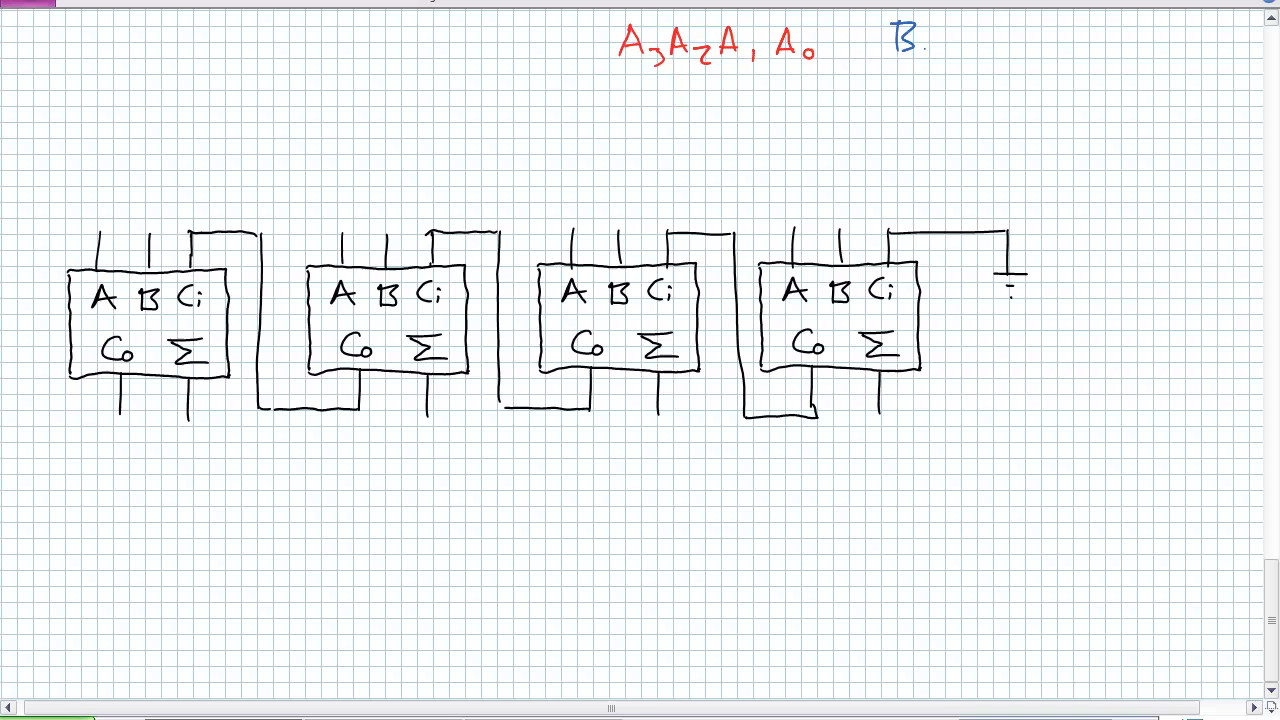 A3A2A1A0 B
A B Ci A B Ci A B Ci A B Ci
Co Σ Co Σ Co Σ Co Σ